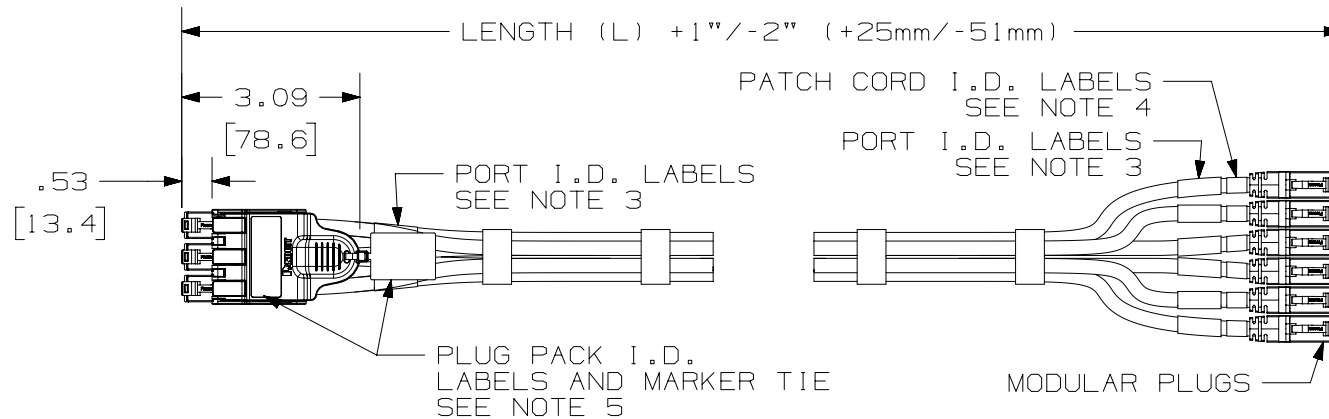 LENGTH (L) +1"/-2" (+25mm/-51mm)
3.09
[78.6]
.53
[13.4]
PATCH CORD I.D. LABELS
SEE NOTE 4
PORT I.D. LABELS
SEE NOTE 3
PORT I.D. LABELS
SEE NOTE 3
PANDUIT
PLUG PACK I.D.
LABELS AND MARKER TIE
SEE NOTE 5
MODULAR PLUGS